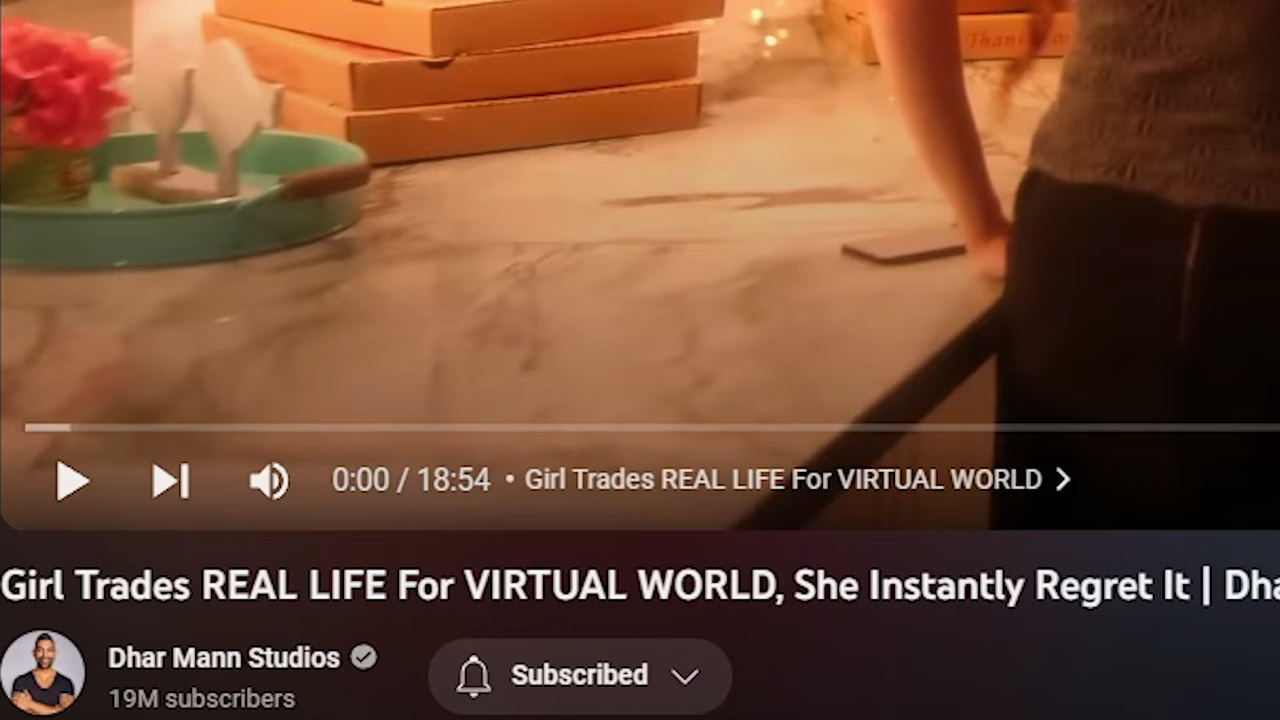 Than
0:00 / 18:54 • Girl Trades REAL LIFE For VIRTUAL WORLD
Girl Trades REAL LIFE For VIRTUAL WORLD, She Instantly Regret It | Dha
Dhar Mann Studios
Subscribed
19M subscribers